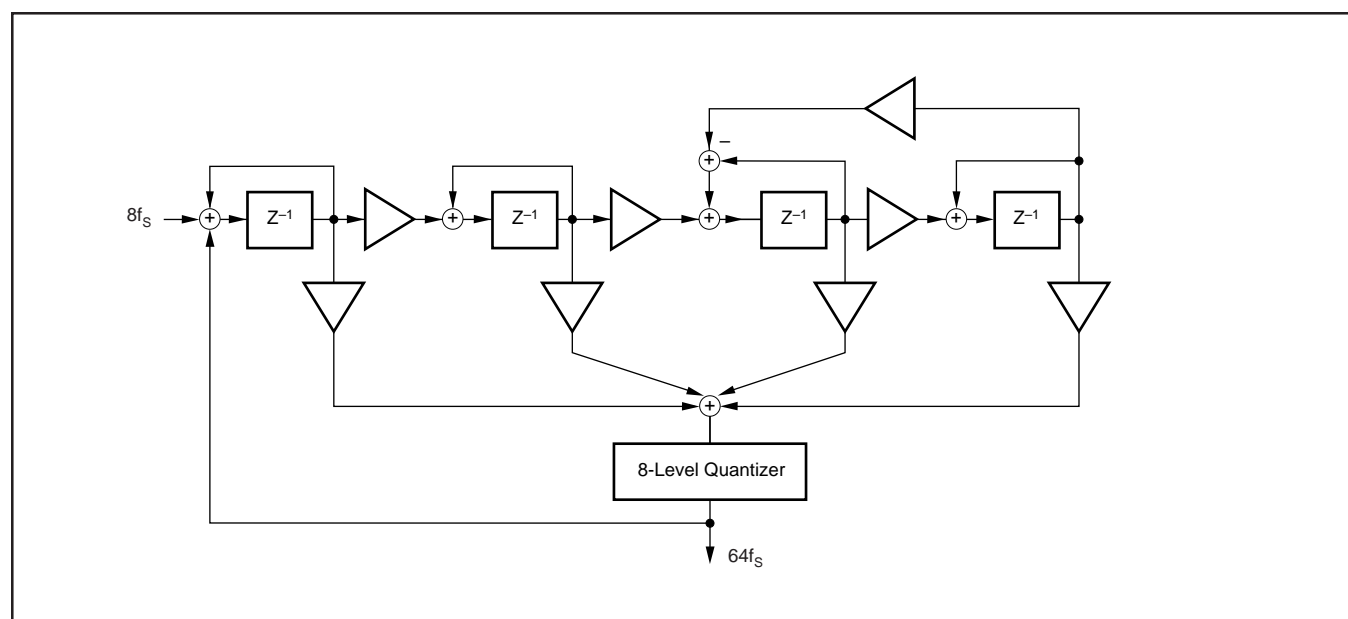 –
+
8f_S
+
Z⁻¹
+
Z⁻¹
+
Z⁻¹
+
Z⁻¹
+
8-Level Quantizer
64f_S